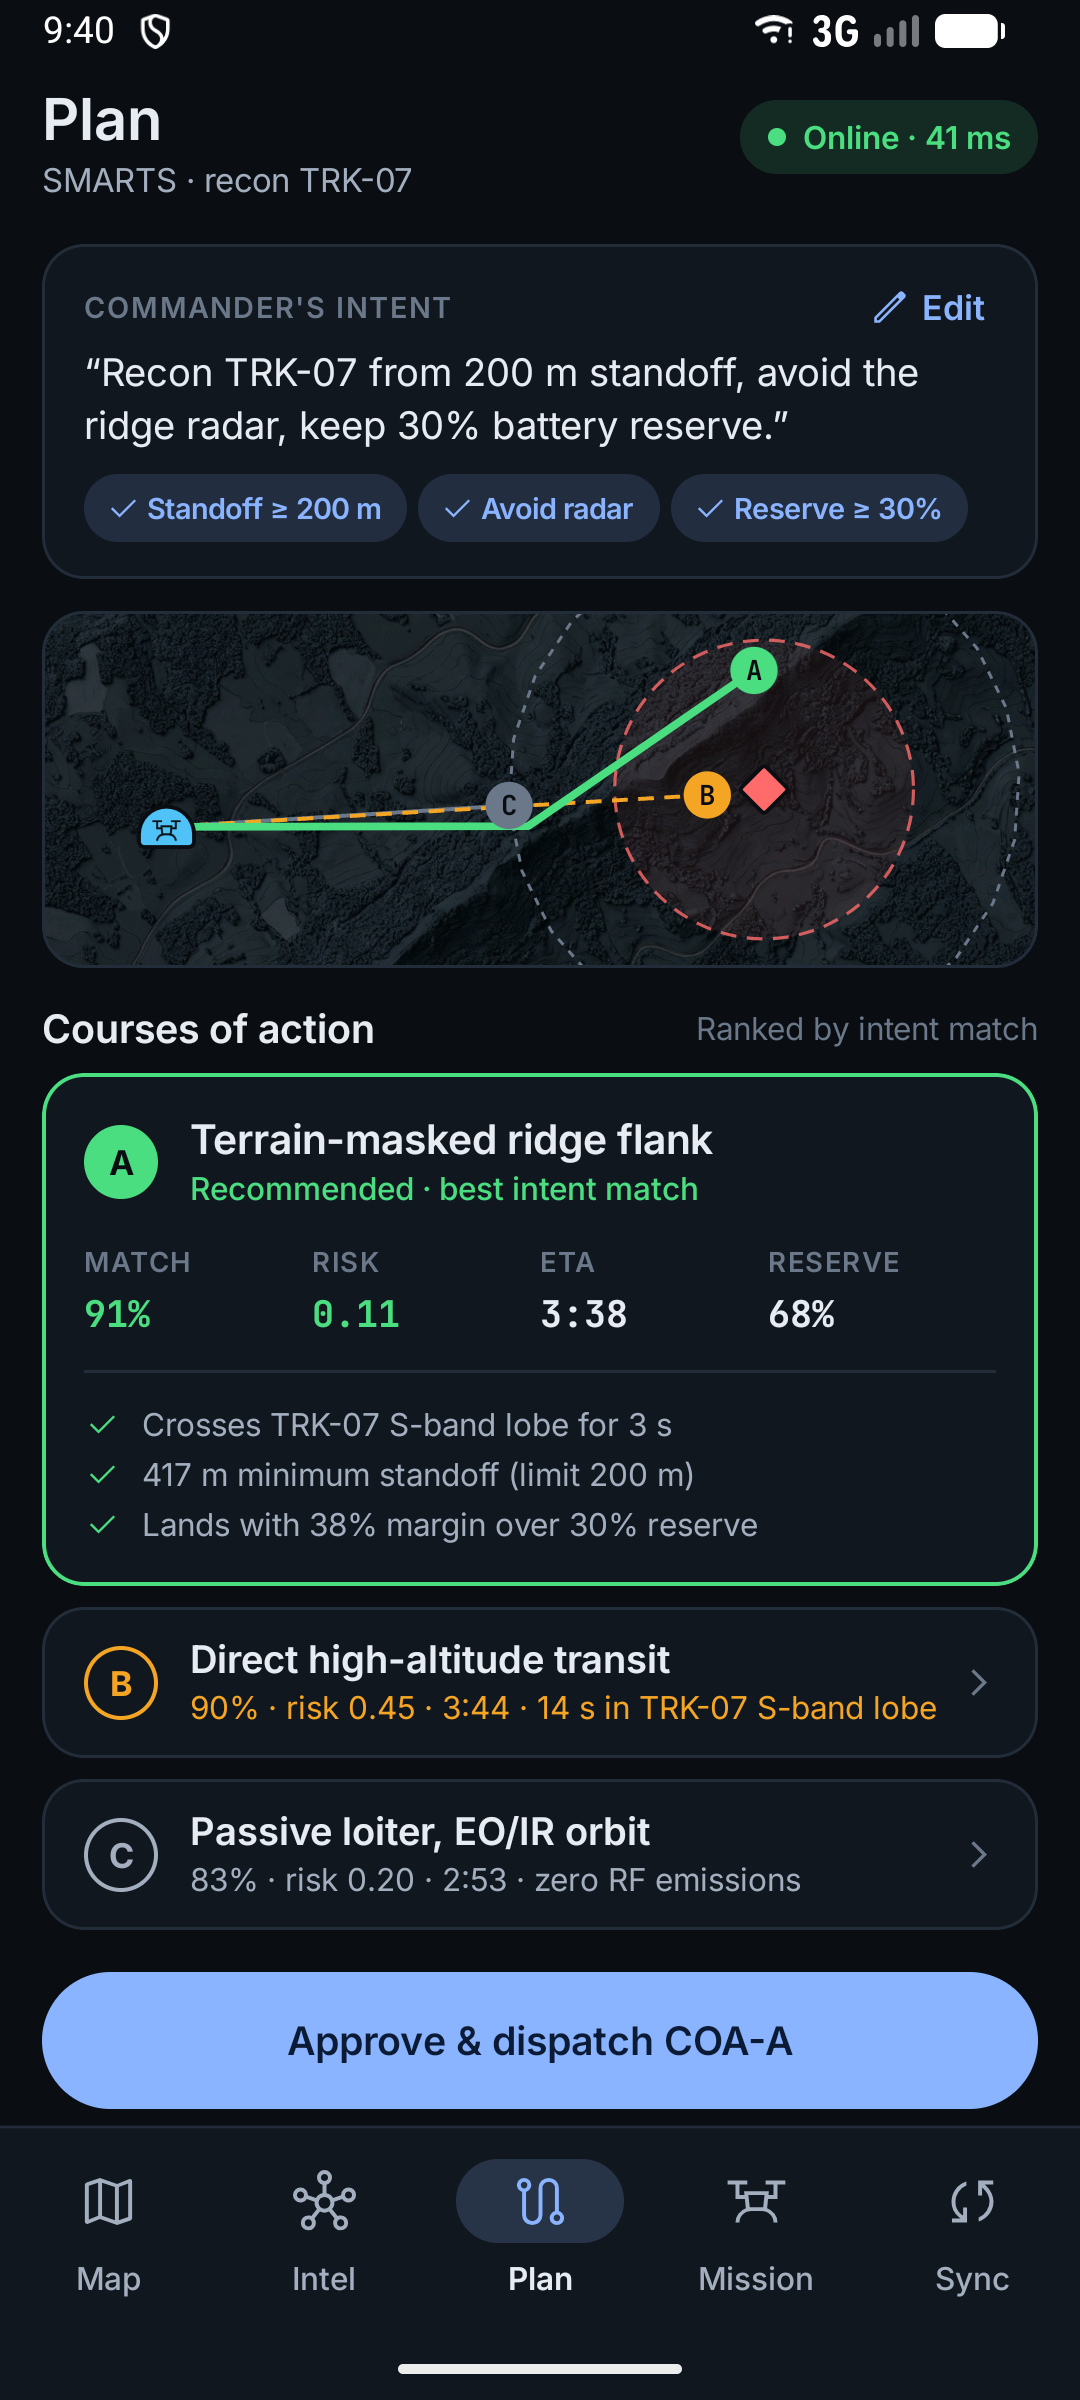 9:40
3G
Plan
Online · 41 ms
SMARTS · recon TRK-07
COMMANDER'S INTENT
Edit
“Recon TRK-07 from 200 m standoff, avoid the
ridge radar, keep 30% battery reserve.”
Standoff ≥ 200 m
Avoid radar
Reserve ≥ 30%
A
B
C
Courses of action
Ranked by intent match
A
Terrain-masked ridge flank
Recommended · best intent match
MATCH RISK ETA RESERVE
91% 0.11 3:38 68%
Crosses TRK-07 S-band lobe for 3 s
417 m minimum standoff (limit 200 m)
Lands with 38% margin over 30% reserve
B
Direct high-altitude transit
90% · risk 0.45 · 3:44 · 14 s in TRK-07 S-band lobe
C
Passive loiter, EO/IR orbit
83% · risk 0.20 · 2:53 · zero RF emissions
Approve & dispatch COA-A
Map Intel Plan Mission Sync